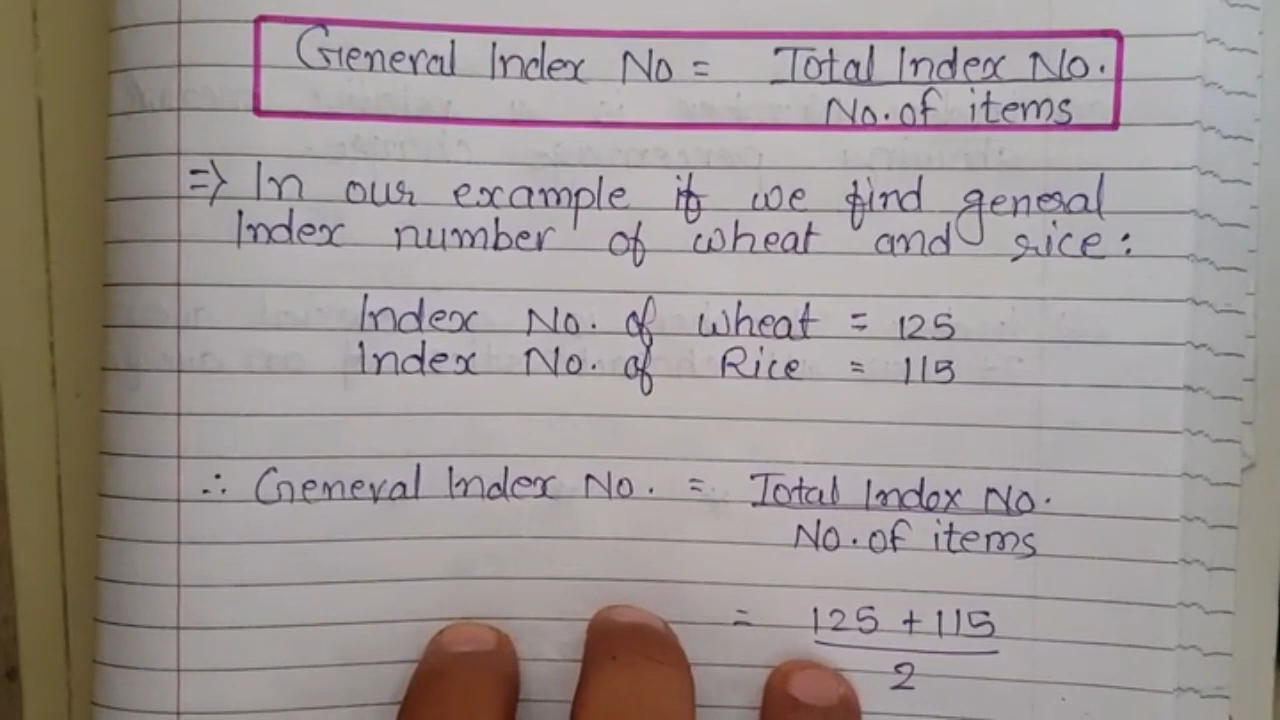 General Index No = Total Index No.
No. of items
=> In our example if we find general
Index number of wheat and rice:
Index No. of wheat = 125
Index No. of Rice = 115
∴ General Index No. = Total Index No.
No. of items
= 125 + 115
2